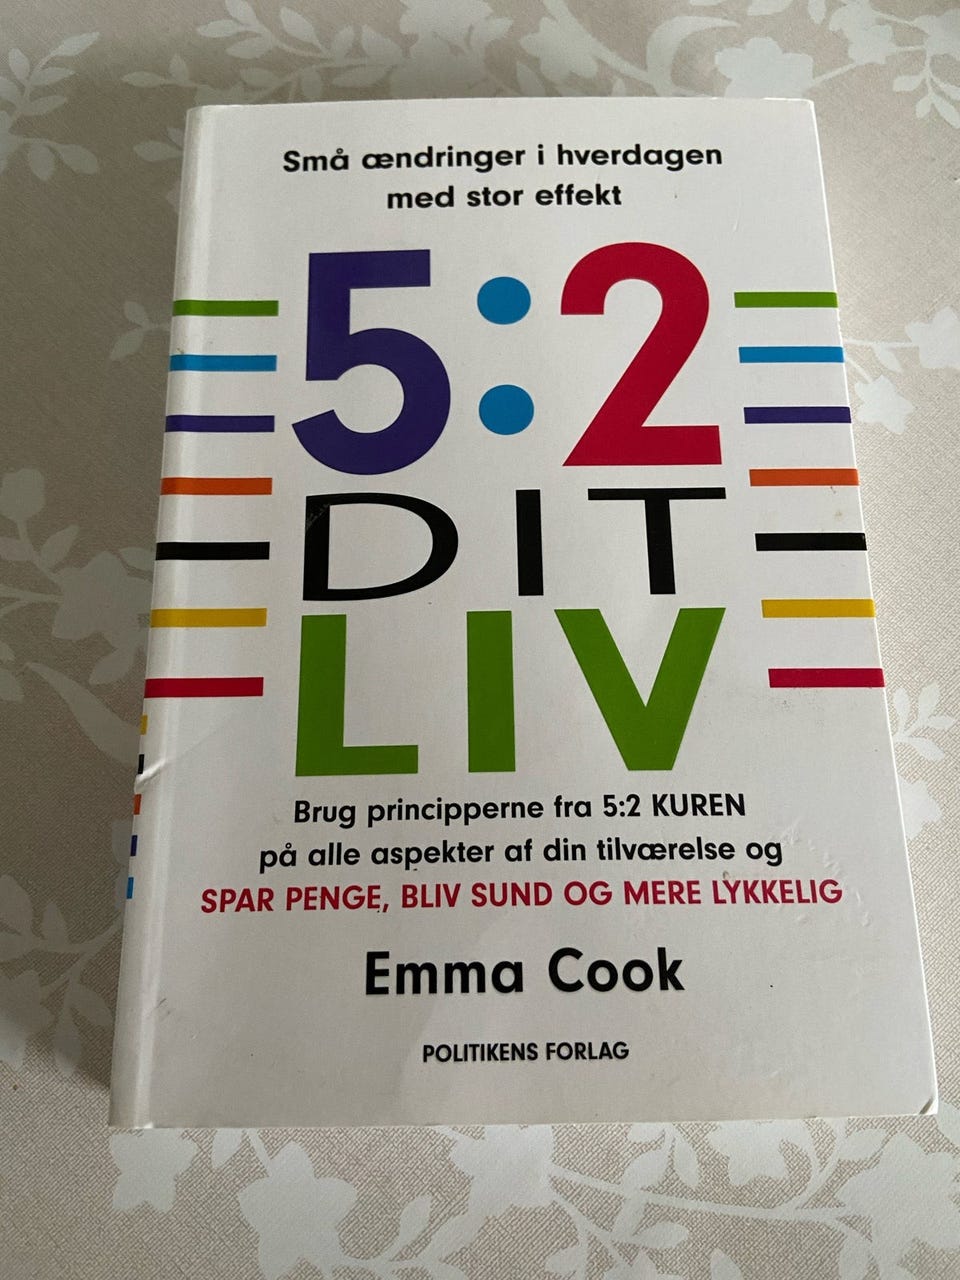 Små ændringer i hverdagen
med stor effekt
5:2
DIT
LIV
Brug principperne fra 5:2 KUREN
på alle aspekter af din tilværelse og
SPAR PENGE, BLIV SUND OG MERE LYKKELIG
Emma Cook
POLITIKENS FORLAG